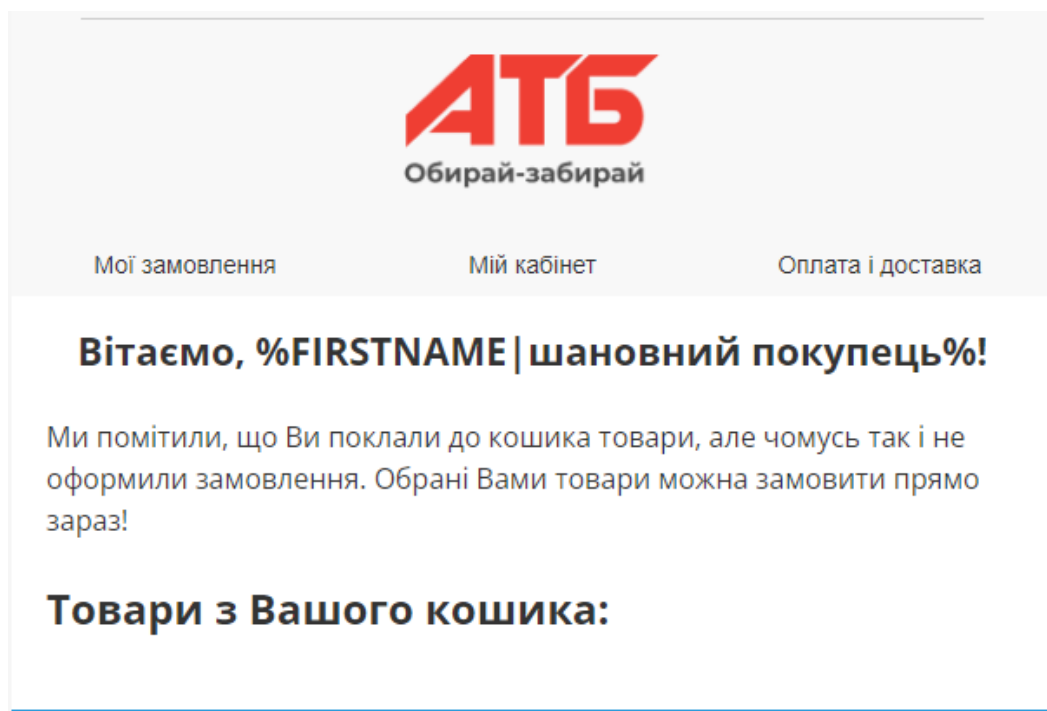 АТБ
Обирай-забирай
Мої замовлення Мій кабінет Оплата і доставка
Вітаємо, %FIRSTNAME|шановний покупець%!
Ми помітили, що Ви поклали до кошика товари, але чомусь так і не
оформили замовлення. Обрані Вами товари можна замовити прямо
зараз!
Товари з Вашого кошика: